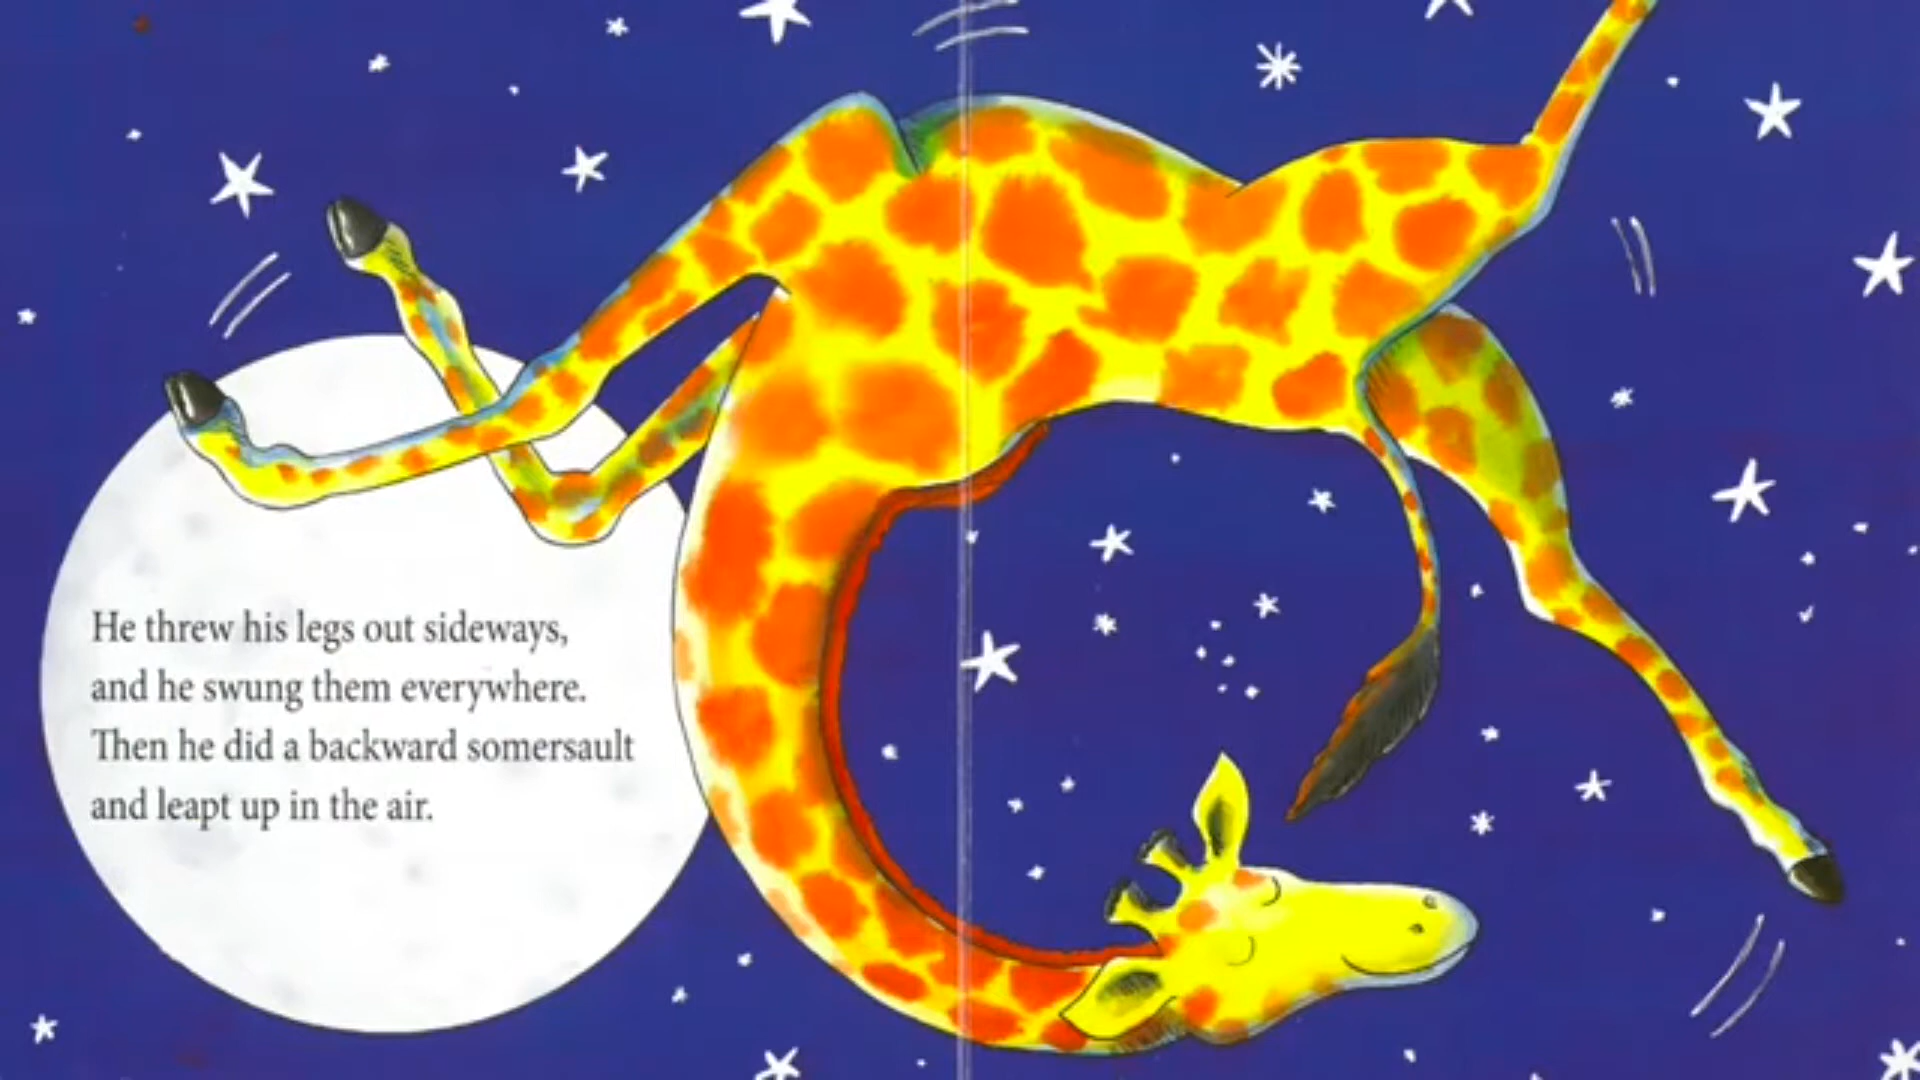 He threw his legs out sideways,
and he swung them everywhere.
Then he did a backward somersault
and leapt up in the air.